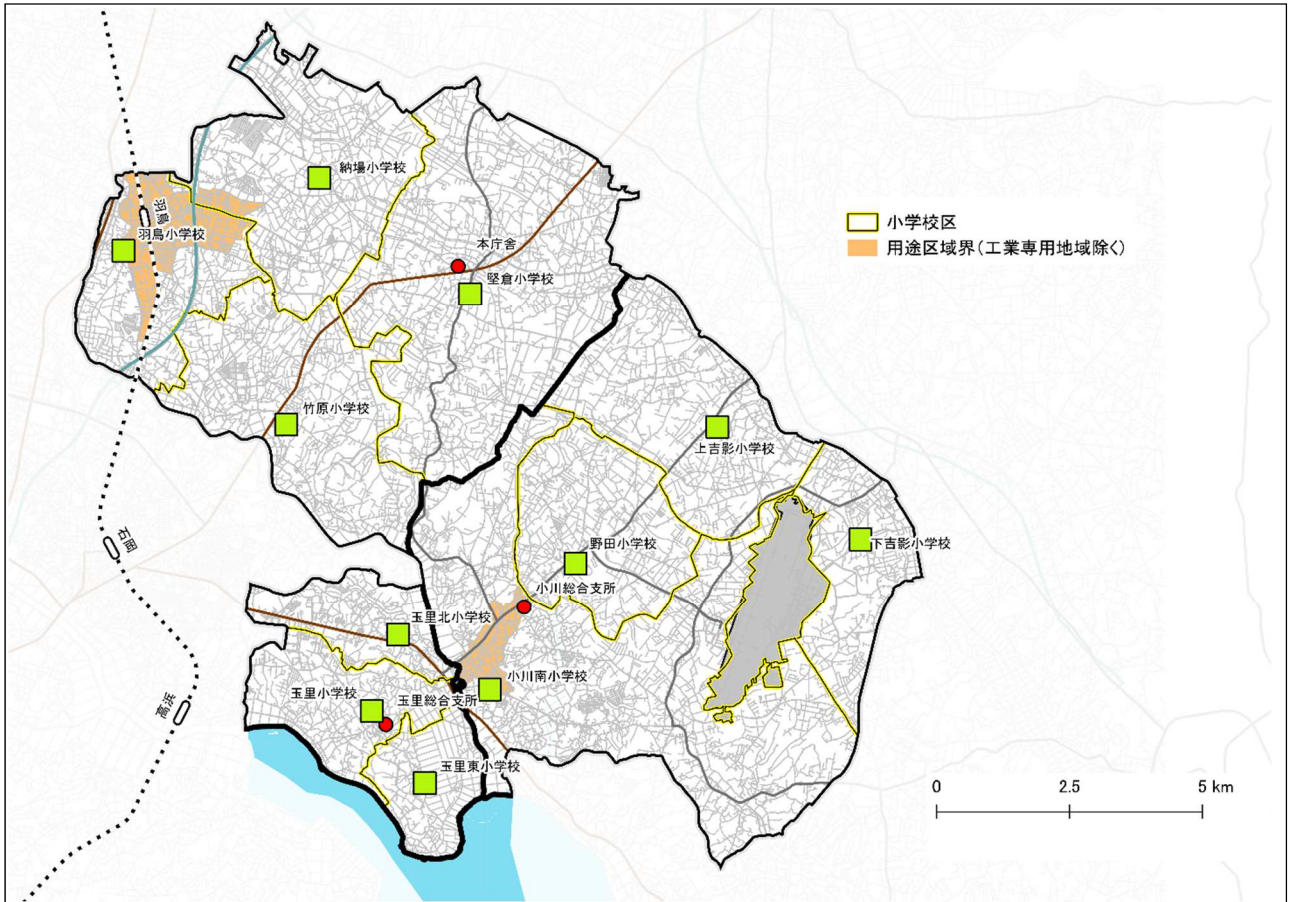 納場小学校
羽鳥
羽鳥小学校
小学校区
用途区域界(工業専用地域除く)
本庁舎
堅倉小学校
竹原小学校
上吉影小学校
石岡
野田小学校
下吉影小学校
小川総合支所
玉里北小学校
小川南小学校
玉里小学校
玉里総合支所
高浜
玉里東小学校
0 2.5 5 km